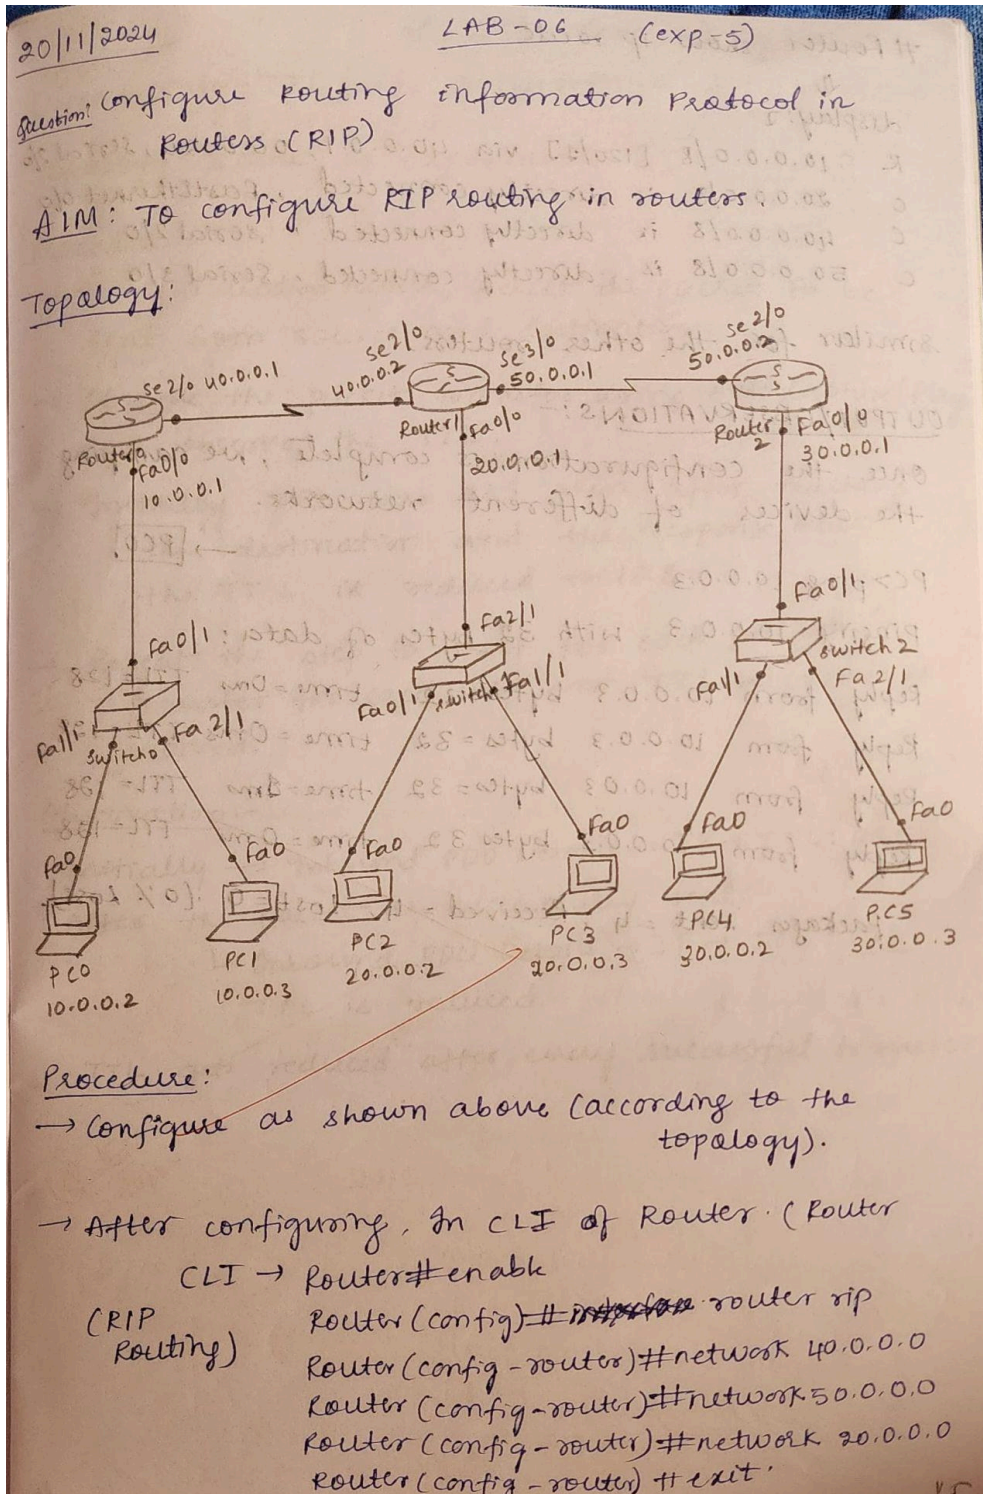 20/11/2024
LAB-06 (exp-5)
Question: Configure Routing information Protocol in
Routers (RIP)
AIM: To configure RIP routing in routers.
Topalogy:
se2/0 40.0.0.1
se2/0
40.0.0.2
se3/0
50.0.0.1
se2/0
50.0.0.2
Router0
Fa0/0
10.0.0.1
Router1
Fa0/0
20.0.0.1
Router
2
Fa0/0
30.0.0.1
Fa0/1
Fa2/1
Fa0/1
Fa1/1
switch0
Fa2/1
Fa0/1
switch1
Fa1/1
switch2
Fa1/1
Fa2/1
Fa0
Fa0
Fa0
Fa0
Fa0
Fa0
PC0
10.0.0.2
PC1
10.0.0.3
PC2
20.0.0.2
PC3
20.0.0.3
PC4
30.0.0.2
PC5
30.0.0.3
Procedure:
→ Configure as shown above (according to the
topalogy).
→ After configuring, In CLI of Router. (Router
CLI → Router#enable
(RIP
Routing)
Router(config)# router rip
Router(config-router)#network 40.0.0.0
Router(config-router)#network 50.0.0.0
Router(config-router)#network 20.0.0.0
Router(config-router)#exit.